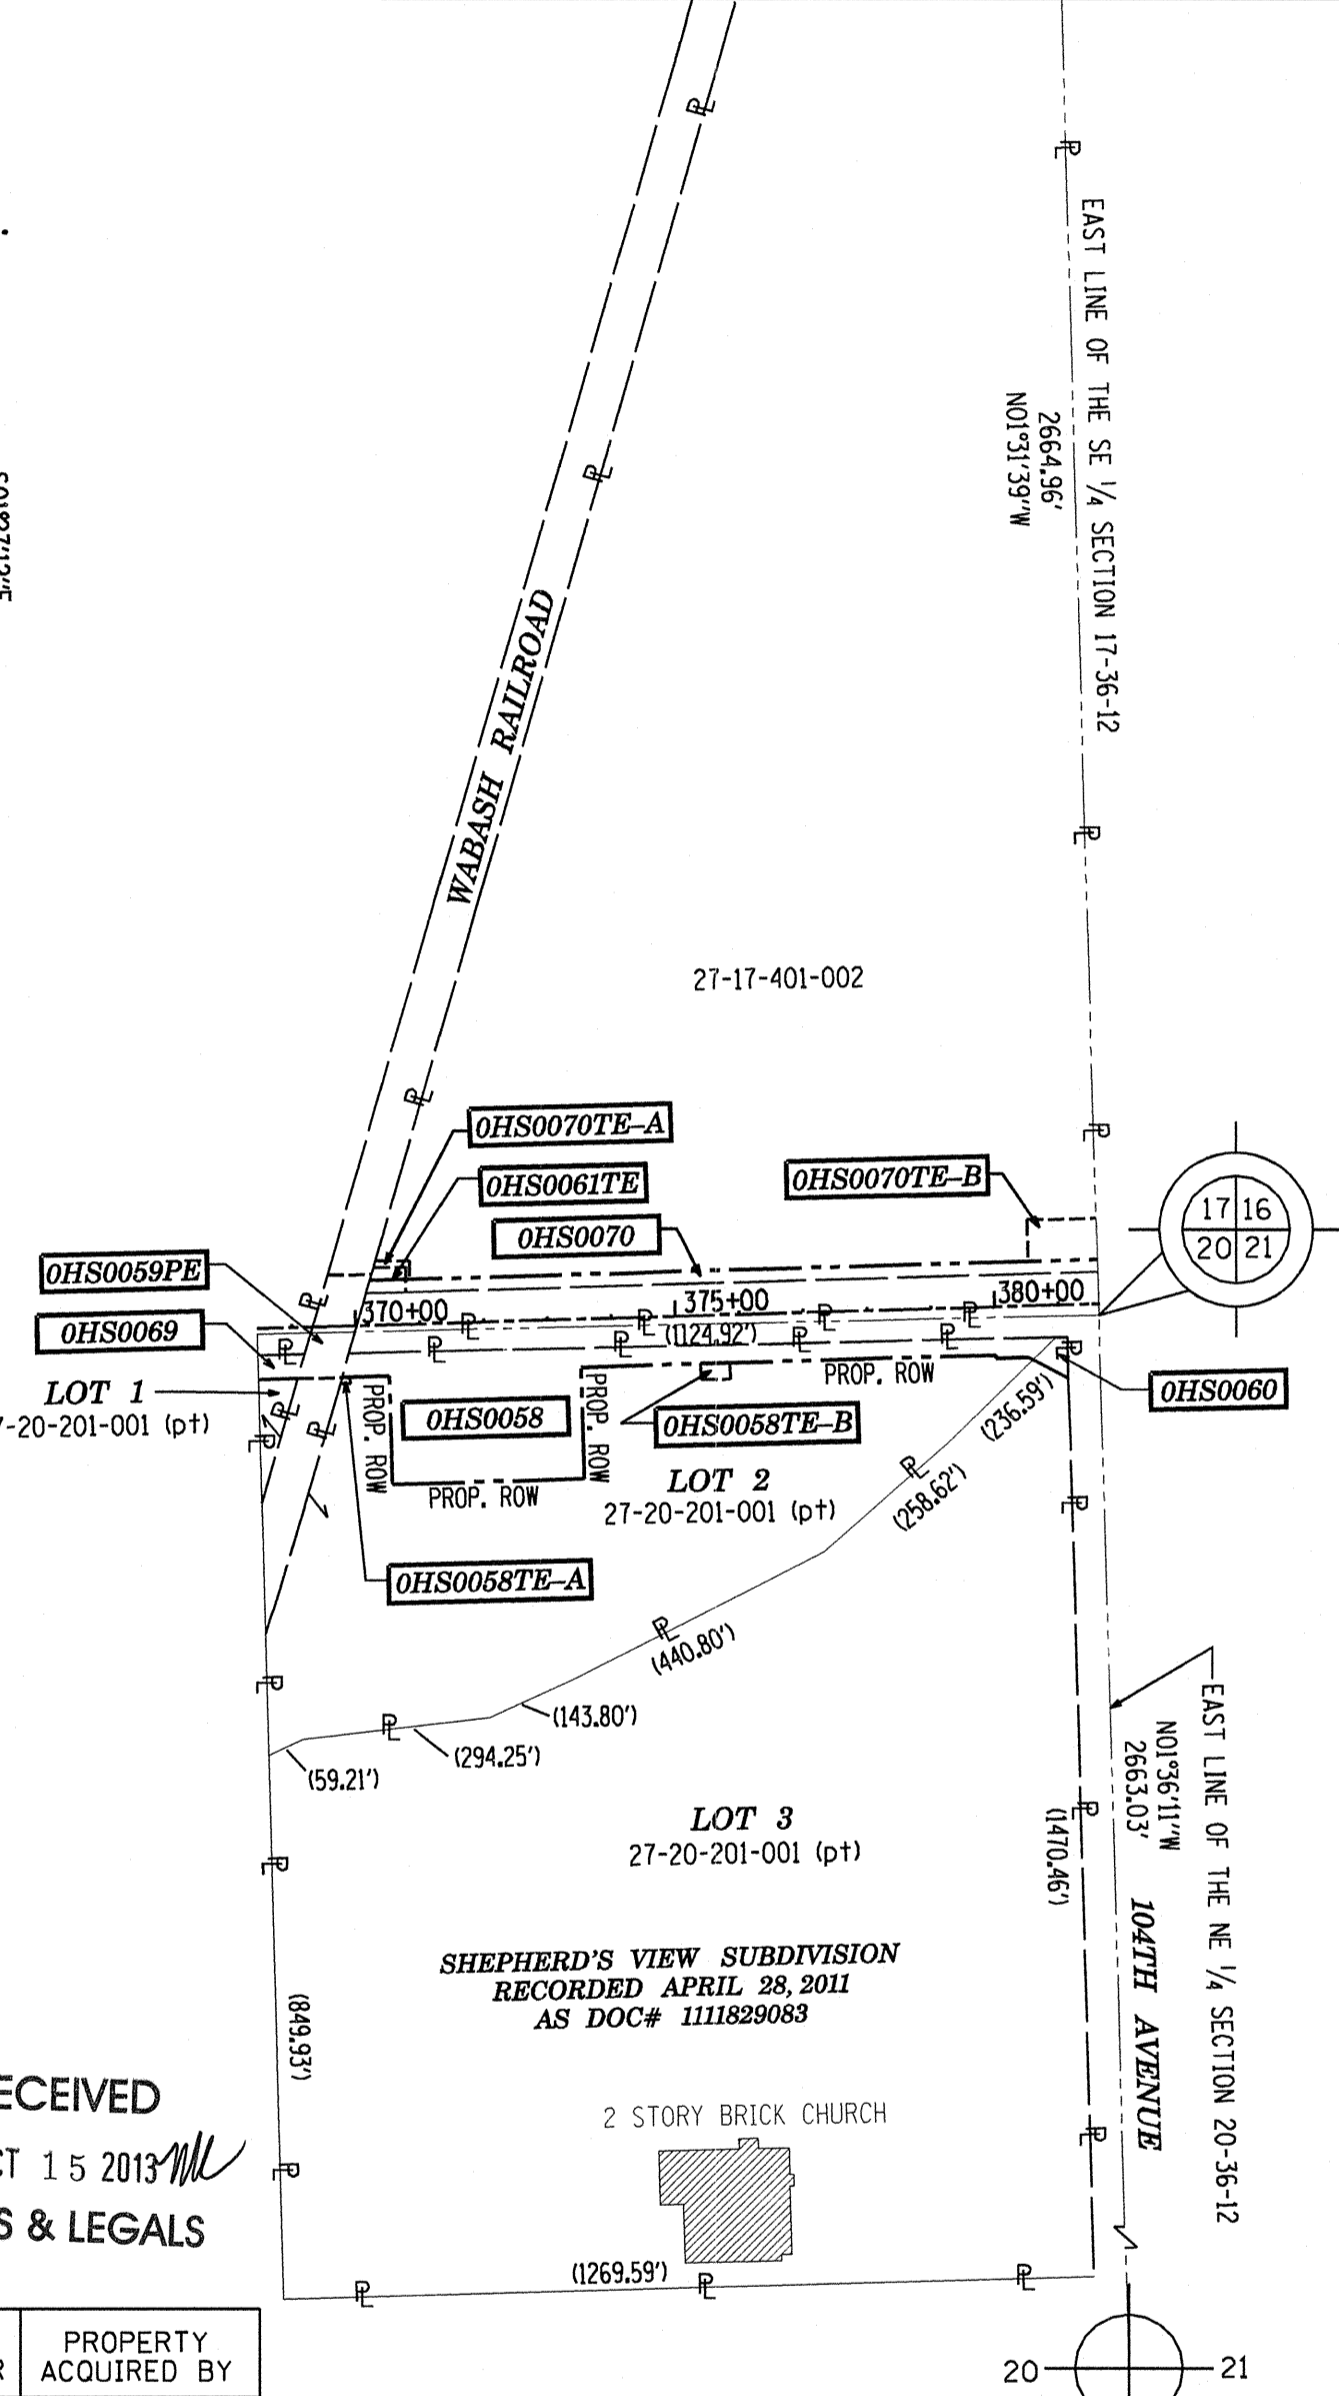 EAST LINE OF THE SE 1/4 SECTION 17-36-12
2664.96'
N01°31'39"W
S01°27'12"E
WABASH RAILROAD
27-17-401-002
0HS0070TE-A
0HS0061TE
0HS0070TE-B
0HS0070
17 16
20 21
0HS0059PE
0HS0069
370+00
375+00
380+00
(1124.92')
LOT 1
7-20-201-001 (pt)
PROP. ROW
0HS0058
PROP. ROW
PROP. ROW
0HS0058TE-B
PROP. ROW
0HS0060
(236.59')
(258.62')
LOT 2
27-20-201-001 (pt)
0HS0058TE-A
(440.80')
(143.80')
(294.25')
(59.21')
EAST LINE OF THE NE 1/4 SECTION 20-36-12
N01°36'11"W
2663.03'
(1470.46')
104TH AVENUE
LOT 3
27-20-201-001 (pt)
SHEPHERD'S VIEW SUBDIVISION
RECORDED APRIL 28, 2011
AS DOC# 1111829083
(849.93')
2 STORY BRICK CHURCH
(1269.59')
ECEIVED
CT 15 2013
S & LEGALS
R
PROPERTY
ACQUIRED BY
20 21